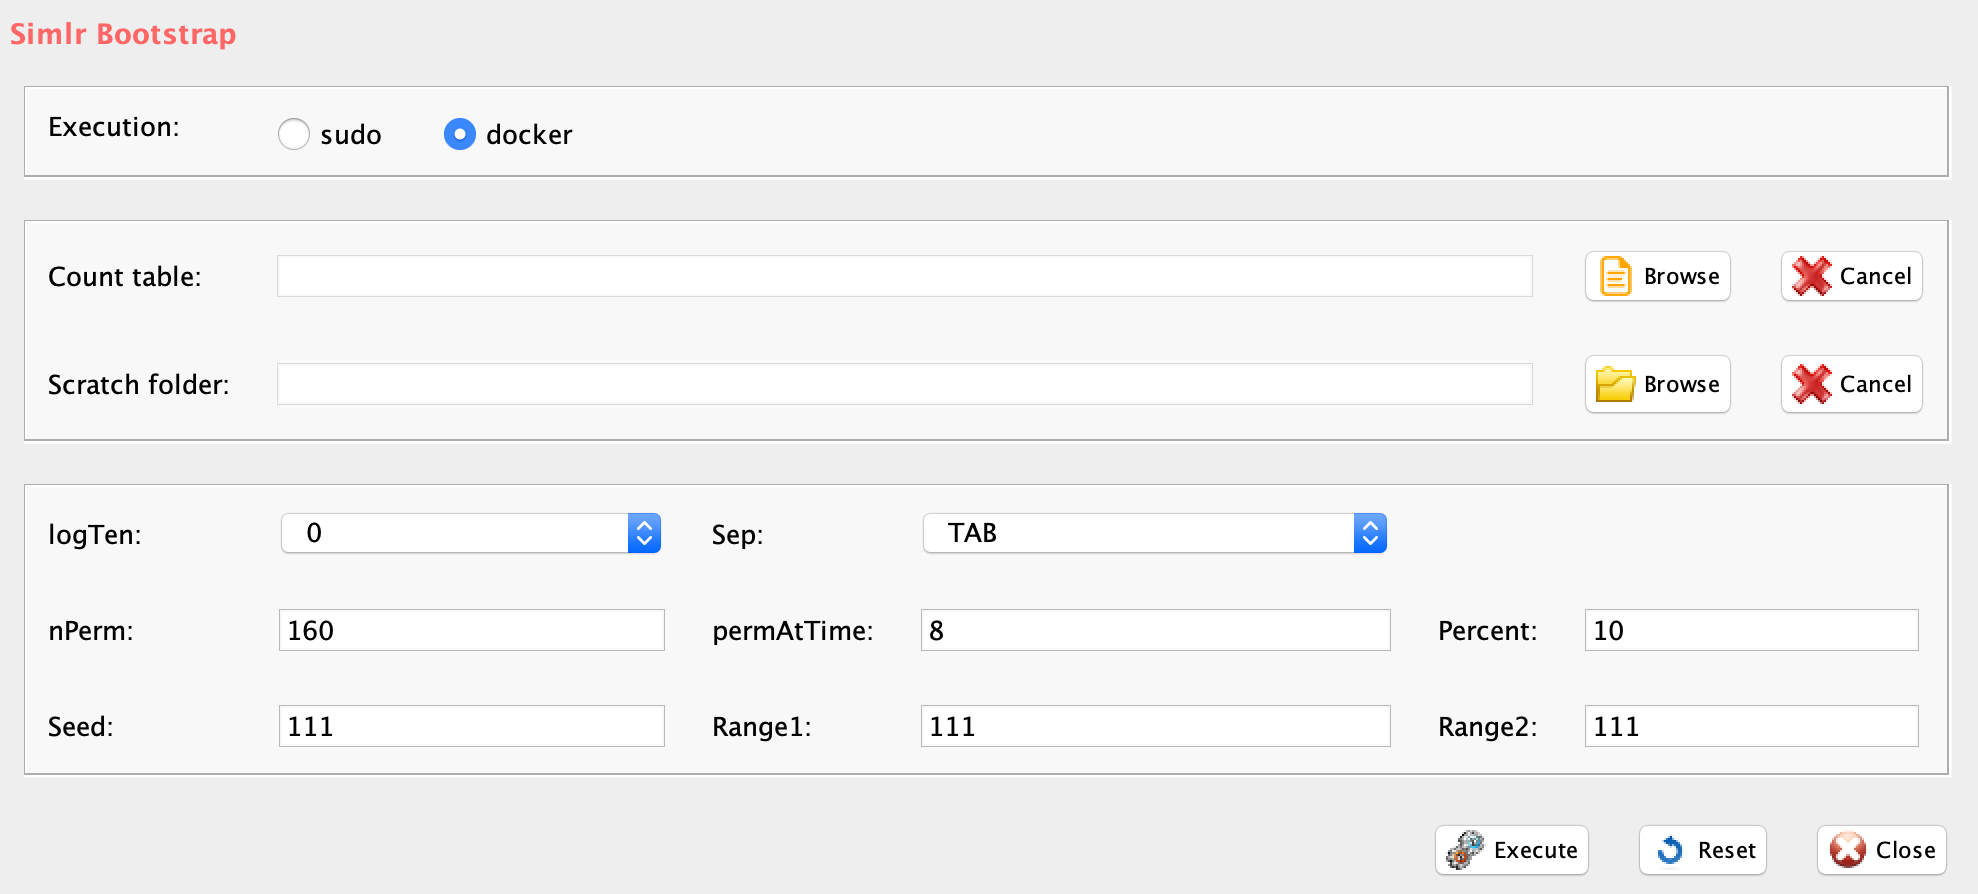 Simlr Bootstrap
Execution: sudo docker
Count table: Browse Cancel
Scratch folder: Browse Cancel
logTen: 0 Sep: TAB
nPerm: 160 permAtTime: 8 Percent: 10
Seed: 111 Range1: 111 Range2: 111
Execute Reset Close